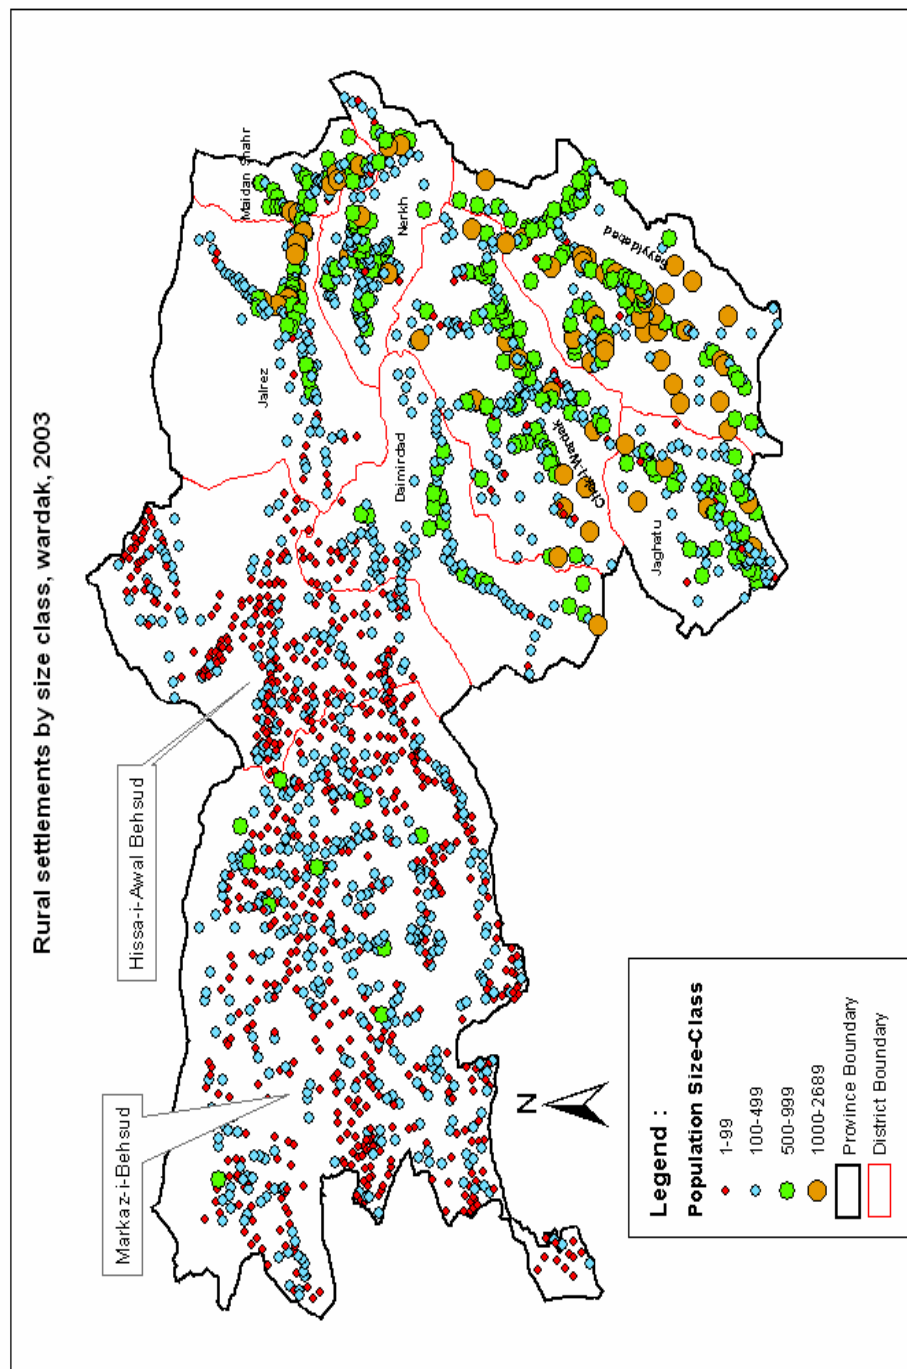 Rural settlements by size class, wardak, 2003
Hissa-i-Awal Behsud
Markaz-i-Behsud
Maidan Shahr
Jalrez
Nerkh
Daimirdad
Sayyidabad
Chak-i-Wardak
Jaghatu
N
Legend :
Population Size-Class
1-99
100-499
500-999
1000-2689
Province Boundary
District Boundary